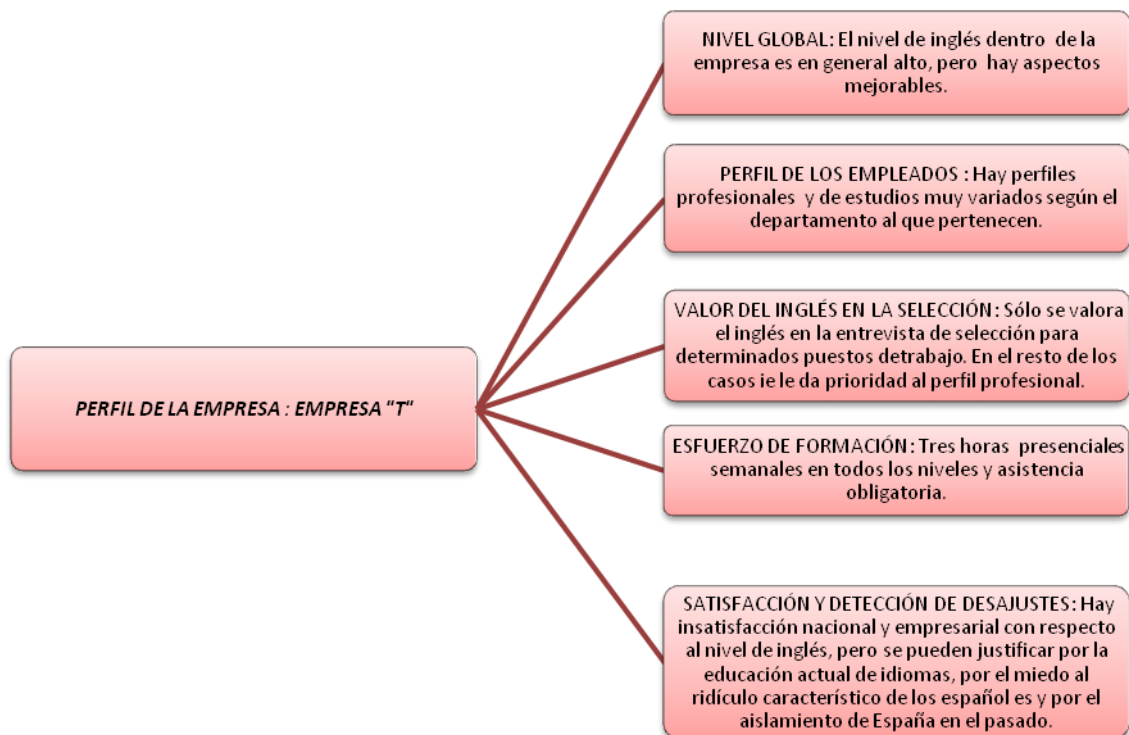 NIVEL GLOBAL: El nivel de inglés dentro de la
empresa es en general alto, pero hay aspectos
mejorables.
PERFIL DE LOS EMPLEADOS : Hay perfiles
profesionales y de estudios muy variados según el
departamento al que pertenecen.
VALOR DEL INGLÉS EN LA SELECCIÓN: Sólo se valora
el inglés en la entrevista de selección para
determinados puestos detrabajo. En el resto de los
casos ie le da prioridad al perfil profesional.
PERFIL DE LA EMPRESA : EMPRESA "T"
ESFUERZO DE FORMACIÓN: Tres horas presenciales
semanales en todos los niveles y asistencia
obligatoria.
SATISFACCIÓN Y DETECCIÓN DE DESAJUSTES: Hay
insatisfacción nacional y empresarial con respecto
al nivel de inglés, pero se pueden justificar por la
educación actual de idiomas, por el miedo al
ridículo característico de los español es y por el
aislamiento de España en el pasado.